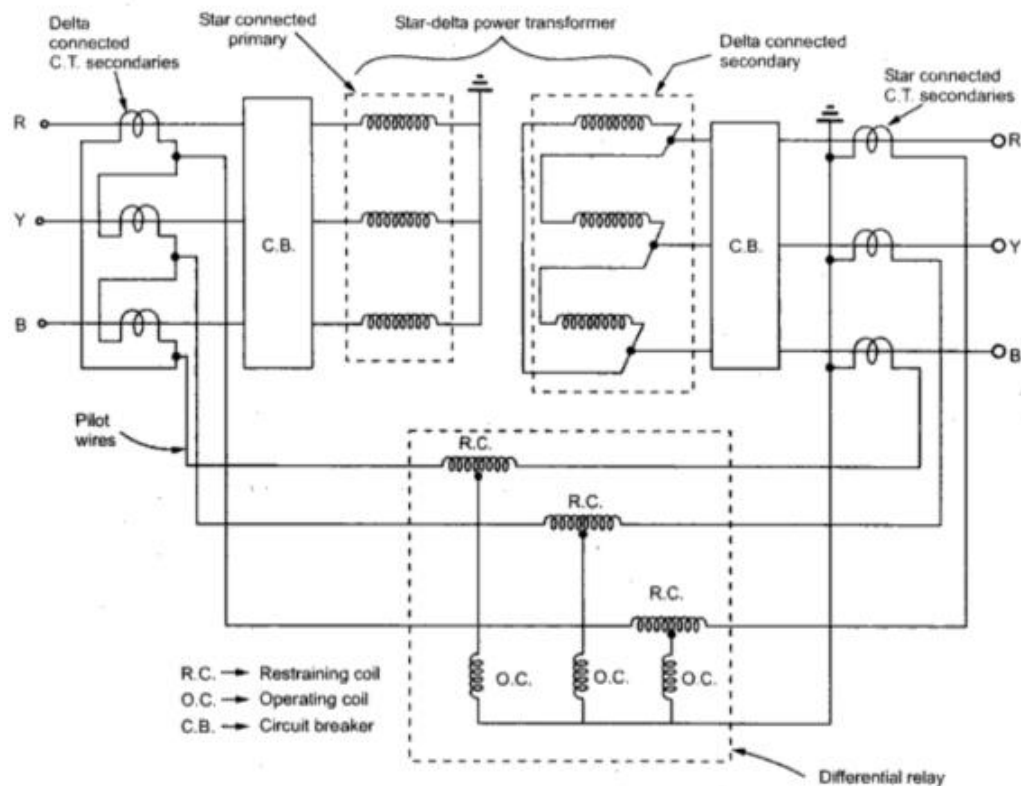 Delta
connected
C.T. secondaries
Star connected
primary
Star-delta power transformer
Delta connected
secondary
Star connected
C.T. secondaries
R
R
Y
Y
C.B.
C.B.
B
B
Pilot
wires
R.C.
R.C.
R.C.
O.C.
O.C.
O.C.
R.C. → Restraining coil
O.C. → Operating coil
C.B. → Circuit breaker
Differential relay